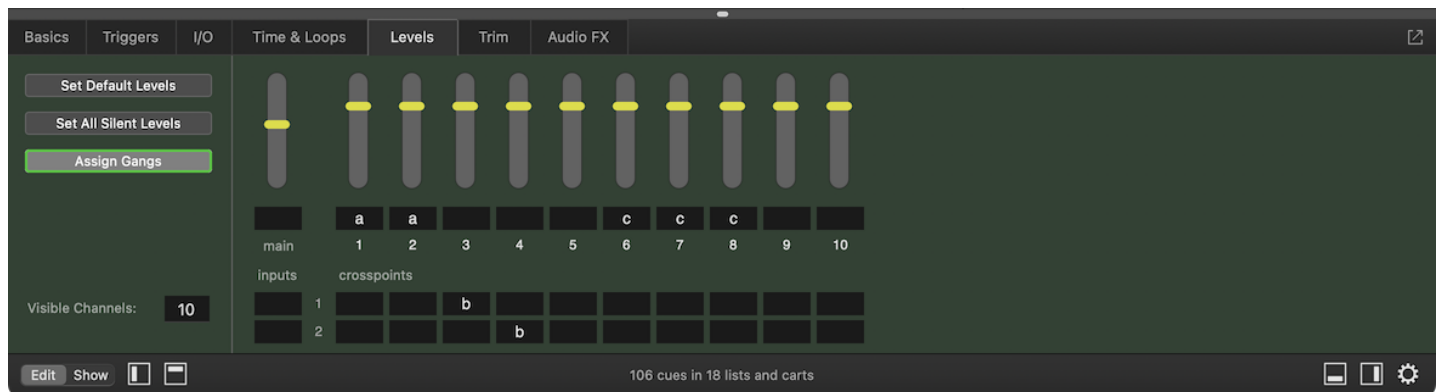 Basics Triggers I/O Time & Loops Levels Trim Audio FX
Set Default Levels
Set All Silent Levels
Assign Gangs
a a c c c
main 1 2 3 4 5 6 7 8 9 10
inputs crosspoints
1 b
Visible Channels: 10
2 b
Edit Show 106 cues in 18 lists and carts